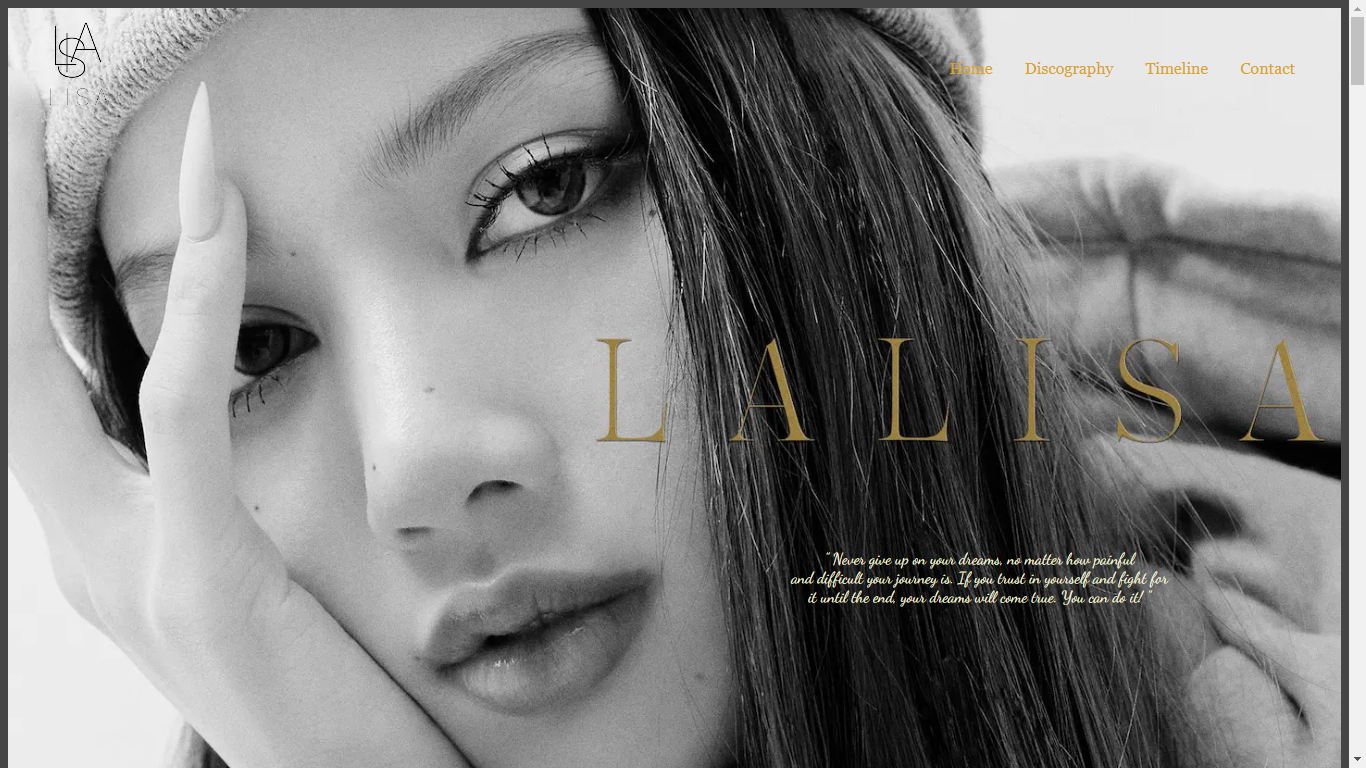 LISA
LISA
Home Discography Timeline Contact
LALISA
" Never give up on your dreams, no matter how painful
and difficult your journey is. If you trust in yourself and fight for
it until the end, your dreams will come true. You can do it! "